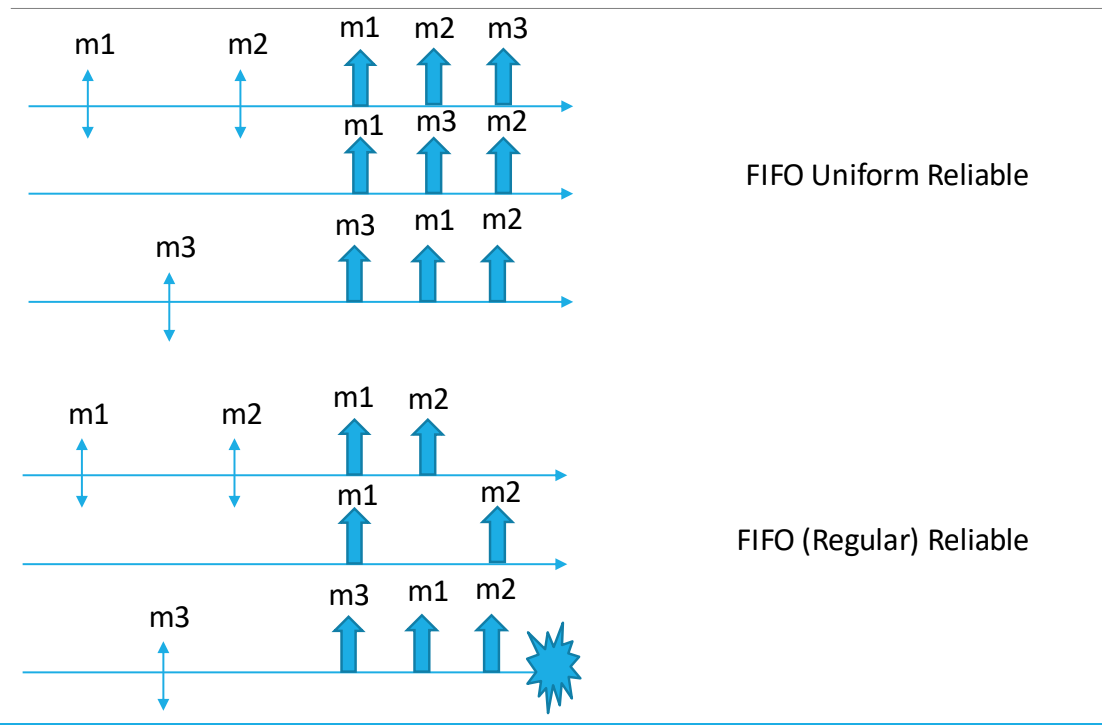 m1 m2 m1 m2 m3
m1 m3 m2
FIFO Uniform Reliable
m3 m3 m1 m2
m1 m2 m1 m2
m1 m2
FIFO (Regular) Reliable
m3 m3 m1 m2